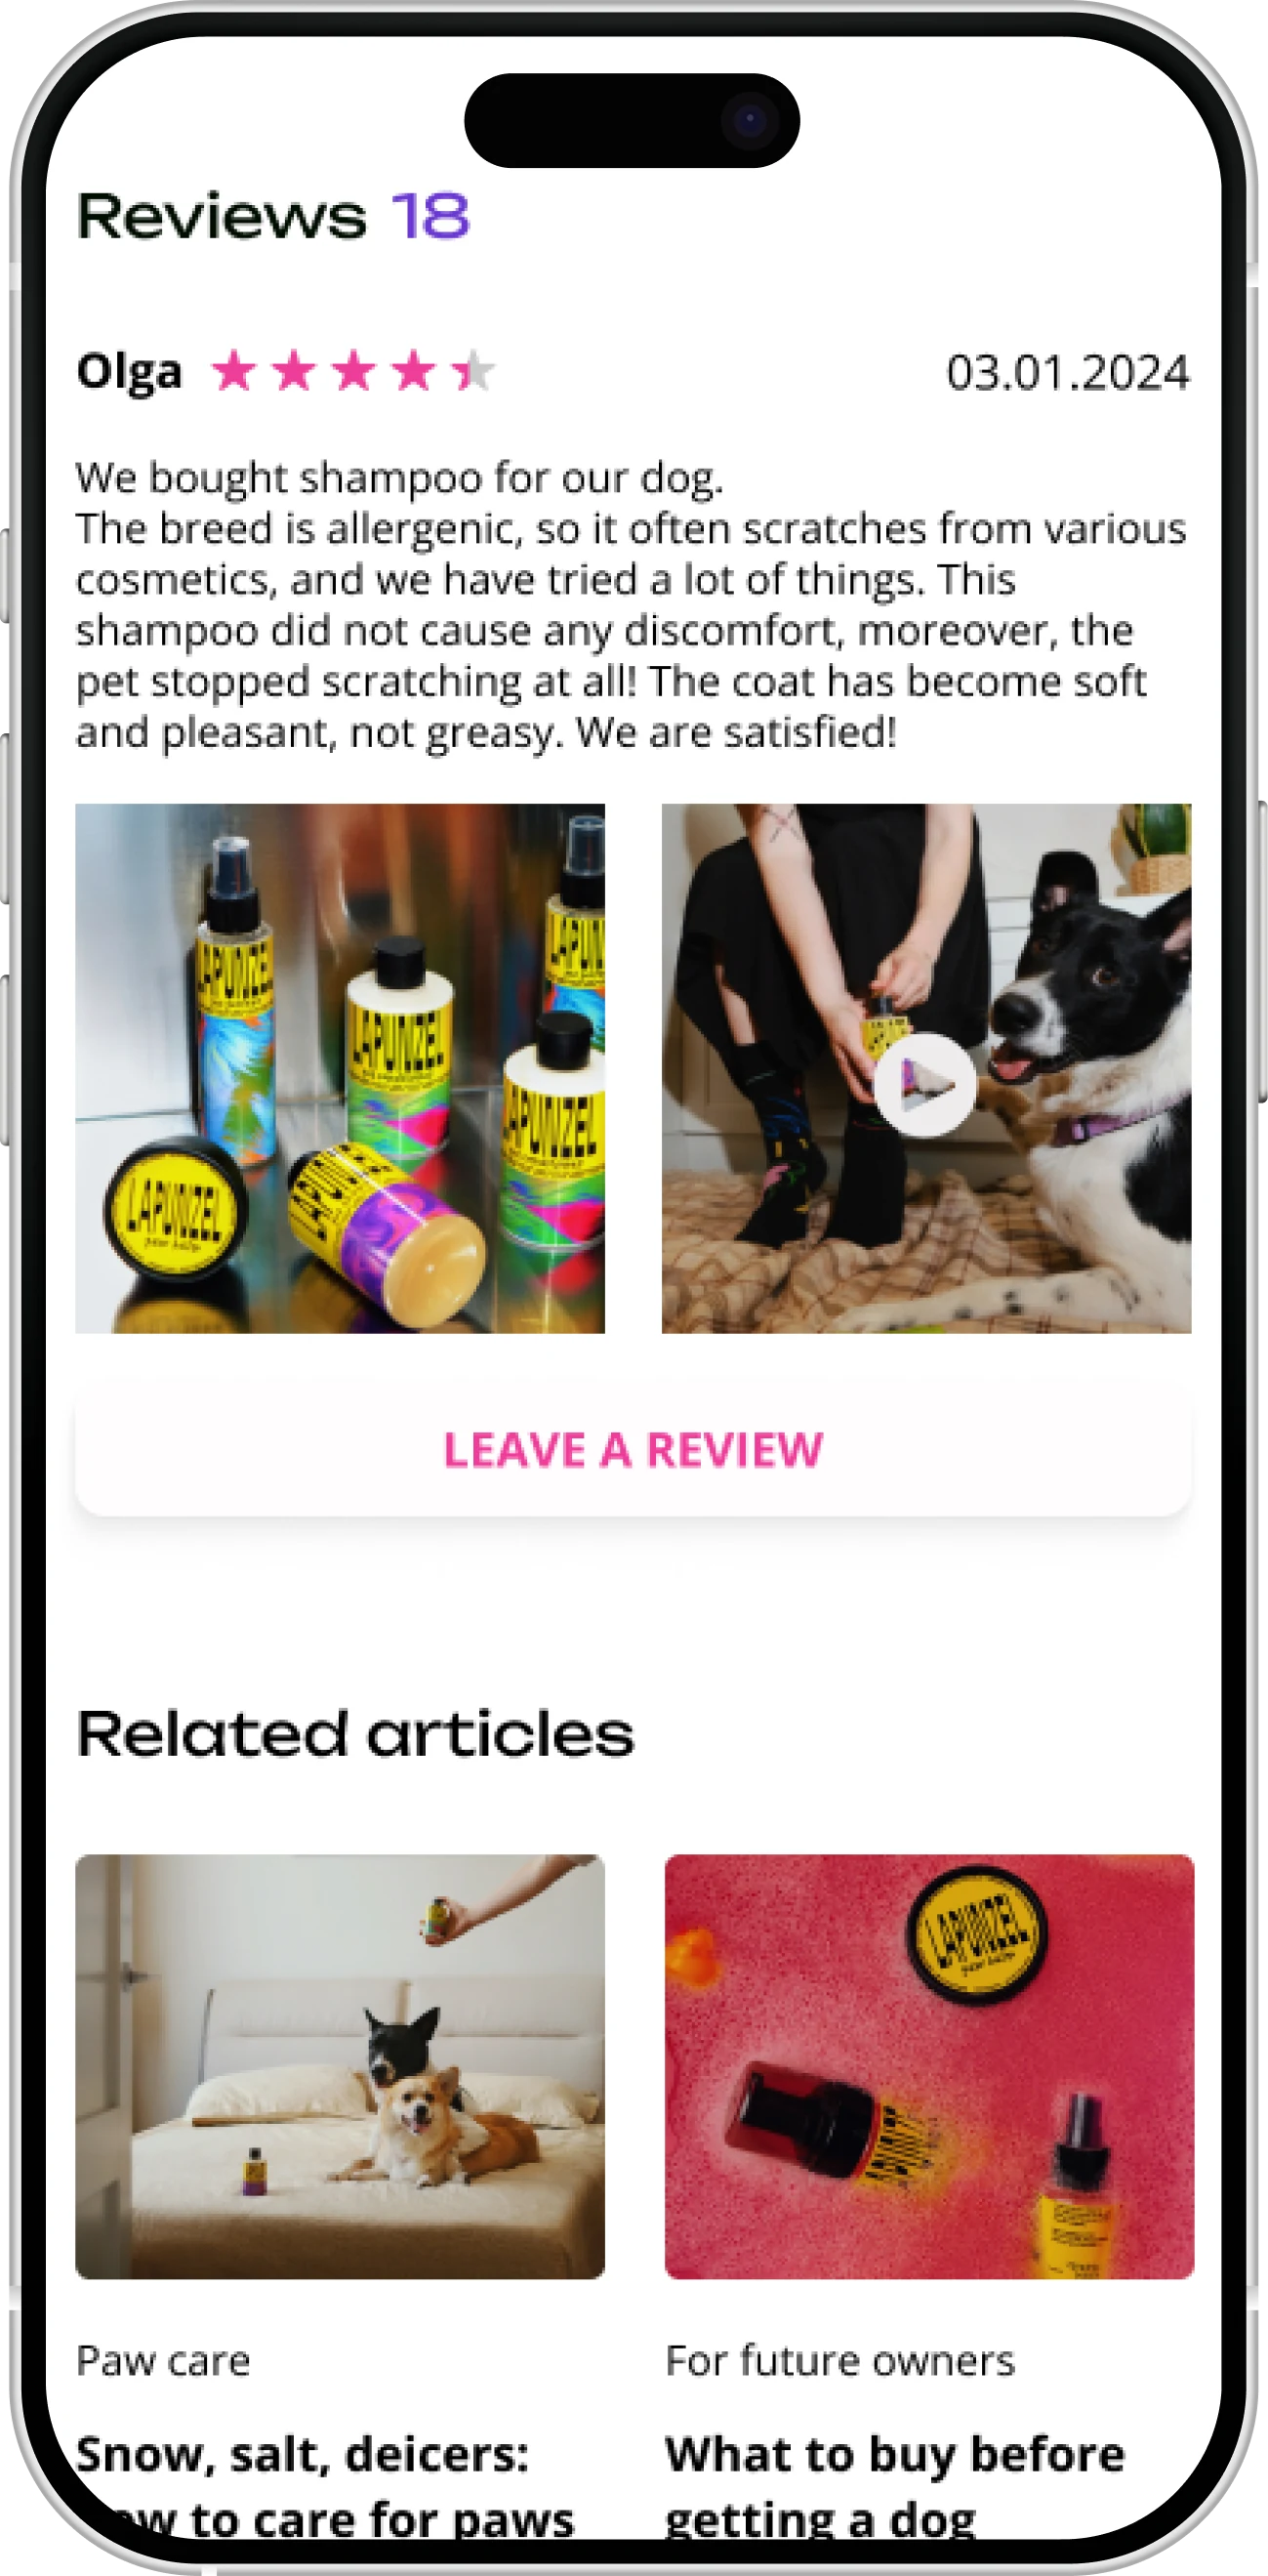 Reviews 18
Olga
03.01.2024
We bought shampoo for our dog.
The breed is allergenic, so it often scratches from various
cosmetics, and we have tried a lot of things. This
shampoo did not cause any discomfort, moreover, the
pet stopped scratching at all! The coat has become soft
and pleasant, not greasy. We are satisfied!
LAPUNZEL
LAPUNZEL
LAPUNZEL
LAPUNZEL
LEAVE A REVIEW
Related articles
LAPUNZEL
Paw care
For future owners
Snow, salt, deicers:
to care for paws
What to buy before
getting a dog